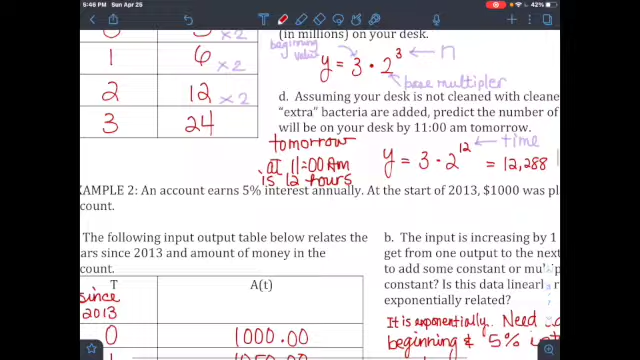 5:46 PM Sun Apr 25
42%
(in millions) on your desk.
beginning
value
y = 3 • 2³ ← n
base multipler
×2
1 6 ×2
2 12 ×2
3 24
d. Assuming your desk is not cleaned with cleane
"extra" bacteria are added, predict the number of
will be on your desk by 11:00 am tomorrow.
tomorrow
at 11:00 Am
is 12 hours
← time
y = 3 • 2¹² = 12,288
XAMPLE 2: An account earns 5% interest annually. At the start of 2013, $1000 was pl
count.
The following input output table below relates the
ars since 2013 and amount of money in the
count.
T A(t)
since
2013
0 1000.00
b. The input is increasing by 1
get from one output to the next
to add some constant or multip
constant? Is this data linearl
exponentially related?
It is exponentially. Need
beginning & 5%